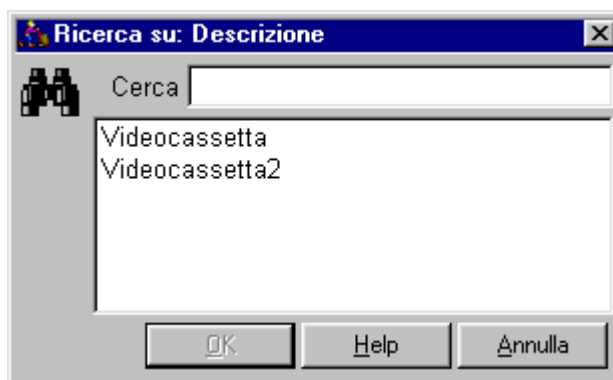 Ricerca su: Descrizione
Cerca
Videocassetta
Videocassetta2
OK Help Annulla